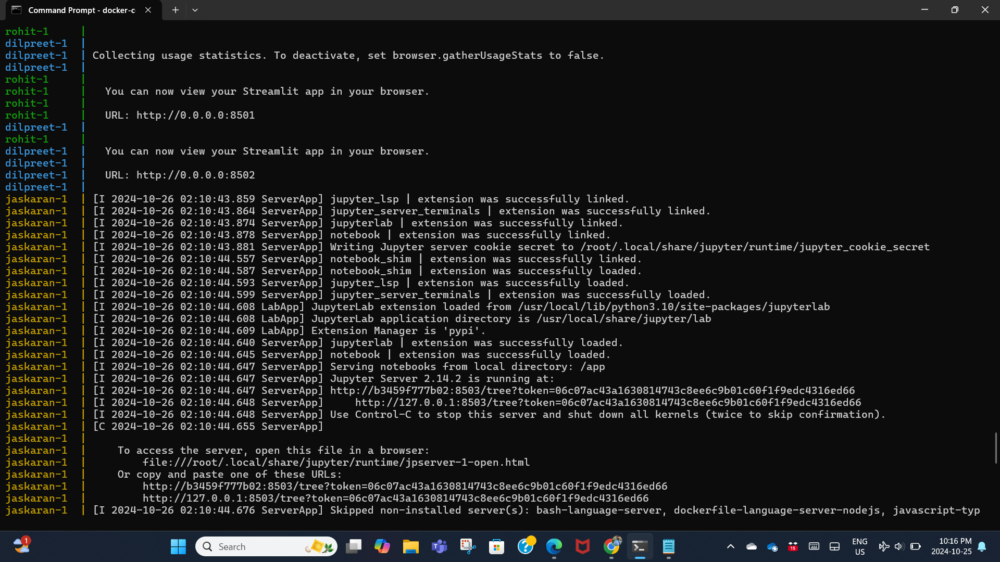 Command Prompt - docker-c
rohit-1 |
dilpreet-1 |
dilpreet-1 | Collecting usage statistics. To deactivate, set browser.gatherUsageStats to false.
dilpreet-1 |
rohit-1 |
rohit-1 | You can now view your Streamlit app in your browser.
rohit-1 |
rohit-1 | URL: http://0.0.0.0:8501
dilpreet-1 |
rohit-1 |
dilpreet-1 | You can now view your Streamlit app in your browser.
dilpreet-1 |
dilpreet-1 | URL: http://0.0.0.0:8502
dilpreet-1 |
jaskaran-1 | [I 2024-10-26 02:10:43.859 ServerApp] jupyter_lsp | extension was successfully linked.
jaskaran-1 | [I 2024-10-26 02:10:43.864 ServerApp] jupyter_server_terminals | extension was successfully linked.
jaskaran-1 | [I 2024-10-26 02:10:43.874 ServerApp] jupyterlab | extension was successfully linked.
jaskaran-1 | [I 2024-10-26 02:10:43.878 ServerApp] notebook | extension was successfully linked.
jaskaran-1 | [I 2024-10-26 02:10:43.881 ServerApp] Writing Jupyter server cookie secret to /root/.local/share/jupyter/runtime/jupyter_cookie_secret
jaskaran-1 | [I 2024-10-26 02:10:44.557 ServerApp] notebook_shim | extension was successfully linked.
jaskaran-1 | [I 2024-10-26 02:10:44.587 ServerApp] notebook_shim | extension was successfully loaded.
jaskaran-1 | [I 2024-10-26 02:10:44.593 ServerApp] jupyter_lsp | extension was successfully loaded.
jaskaran-1 | [I 2024-10-26 02:10:44.599 ServerApp] jupyter_server_terminals | extension was successfully loaded.
jaskaran-1 | [I 2024-10-26 02:10:44.608 LabApp] JupyterLab extension loaded from /usr/local/lib/python3.10/site-packages/jupyterlab
jaskaran-1 | [I 2024-10-26 02:10:44.608 LabApp] JupyterLab application directory is /usr/local/share/jupyter/lab
jaskaran-1 | [I 2024-10-26 02:10:44.609 LabApp] Extension Manager is 'pypi'.
jaskaran-1 | [I 2024-10-26 02:10:44.640 ServerApp] jupyterlab | extension was successfully loaded.
jaskaran-1 | [I 2024-10-26 02:10:44.645 ServerApp] notebook | extension was successfully loaded.
jaskaran-1 | [I 2024-10-26 02:10:44.647 ServerApp] Serving notebooks from local directory: /app
jaskaran-1 | [I 2024-10-26 02:10:44.647 ServerApp] Jupyter Server 2.14.2 is running at:
jaskaran-1 | [I 2024-10-26 02:10:44.647 ServerApp] http://b3459f777b02:8503/tree?token=06c07ac43a1630814743c8ee6c9b01c60f1f9edc4316ed66
jaskaran-1 | [I 2024-10-26 02:10:44.648 ServerApp]     http://127.0.0.1:8503/tree?token=06c07ac43a1630814743c8ee6c9b01c60f1f9edc4316ed66
jaskaran-1 | [I 2024-10-26 02:10:44.648 ServerApp] Use Control-C to stop this server and shut down all kernels (twice to skip confirmation).
jaskaran-1 | [C 2024-10-26 02:10:44.655 ServerApp]
jaskaran-1 |
jaskaran-1 | To access the server, open this file in a browser:
jaskaran-1 | file:///root/.local/share/jupyter/runtime/jpserver-1-open.html
jaskaran-1 | Or copy and paste one of these URLs:
jaskaran-1 | http://b3459f777b02:8503/tree?token=06c07ac43a1630814743c8ee6c9b01c60f1f9edc4316ed66
jaskaran-1 | http://127.0.0.1:8503/tree?token=06c07ac43a1630814743c8ee6c9b01c60f1f9edc4316ed66
jaskaran-1 | [I 2024-10-26 02:10:44.676 ServerApp] Skipped non-installed server(s): bash-language-server, dockerfile-language-server-nodejs, javascript-typ
1
Search
15
ENG
US
10:16 PM
2024-10-25